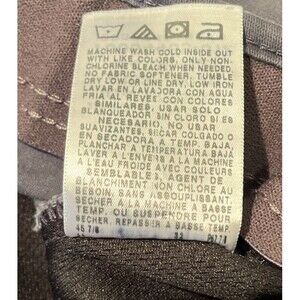 MACHINE WASH COLD INSIDE OUT
WITH LIKE COLORS, ONLY NON-
CHLORINE BLEACH WHEN NEEDED
NO FABRIC SOFTENER, TUMBLE
DRY LOW OR LINE DRY, LOW IRON
LAVAR EN LAVAJORA CON AGUA
FRIA AL REVES CON COLORES
SIMILARES, USAR SOLO
BLANQUEADOR SIN CLORO SI ES
NECESARIO, NO USAR
SUAVIZANTES, SECAR COLGADO O
EN SECADORA A TEMP. BAJA,
PLANCHAR A TEMPERATURA BAJA
LAVER A L'ENVERS A LA MACHINE
A L'EAU FROIDE AVEC COULEURS
SEMBLABLES, AGENT DE
BLANCHIMENT NON CHLORE AU
BESOIN, SANS ASSOUPLISSANT,
SECHER A LA MACHINE A BASSE
TEMP. OU SUSPENDRE POUR
SECHER, REPASSER A BASSE TEMP